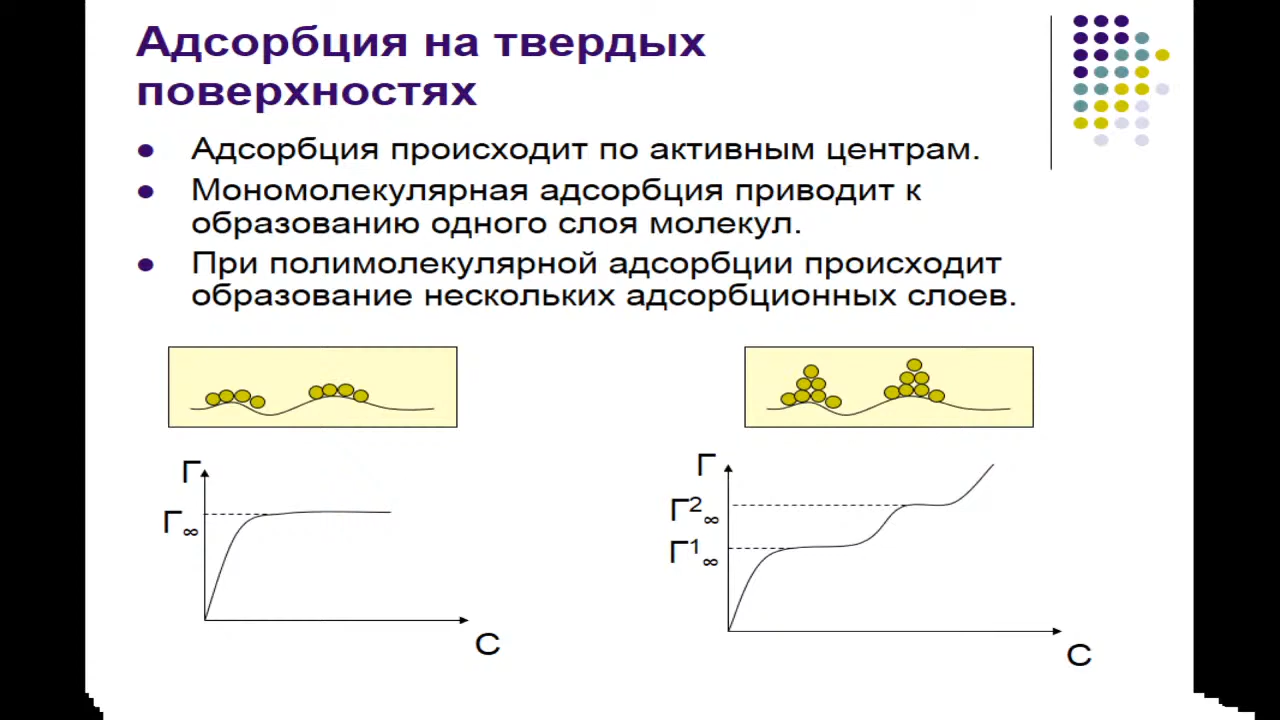 Адсорбция на твердых
поверхностях
● Адсорбция происходит по активным центрам.
● Мономолекулярная адсорбция приводит к
образованию одного слоя молекул.
● При полимолекулярной адсорбции происходит
образование нескольких адсорбционных слоев.
Г
Г∞
С
Г
Г²∞
Г¹∞
С